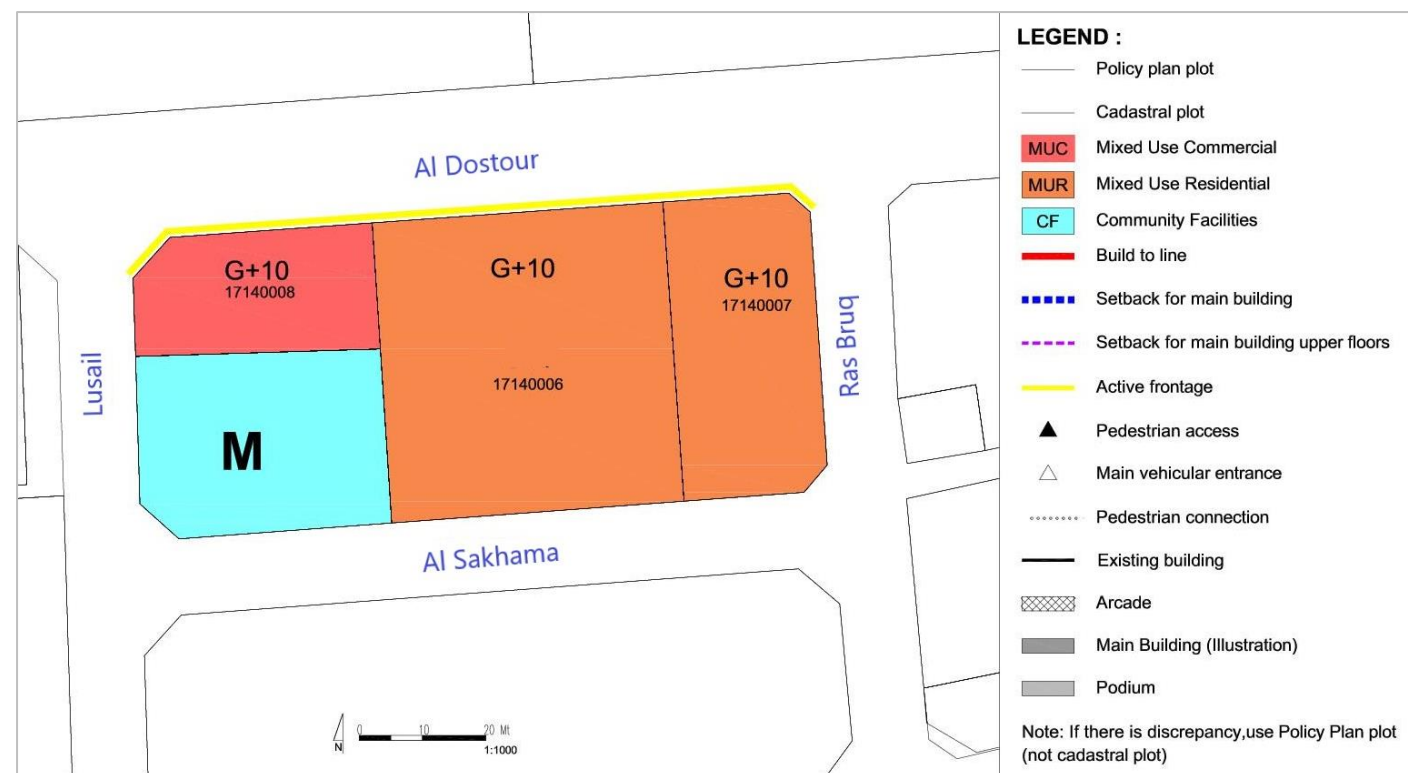 Al Dostour
G+10
17140008
G+10
17140006
G+10
17140007
Lusail
Ras Bruq
M
Al Sakhama
N
0 10 20 Mt
1:1000
LEGEND :
Policy plan plot
Cadastral plot
MUC Mixed Use Commercial
MUR Mixed Use Residential
CF Community Facilities
Build to line
Setback for main building
Setback for main building upper floors
Active frontage
Pedestrian access
Main vehicular entrance
Pedestrian connection
Existing building
Arcade
Main Building (Illustration)
Podium
Note: If there is discrepancy,use Policy Plan plot
(not cadastral plot)